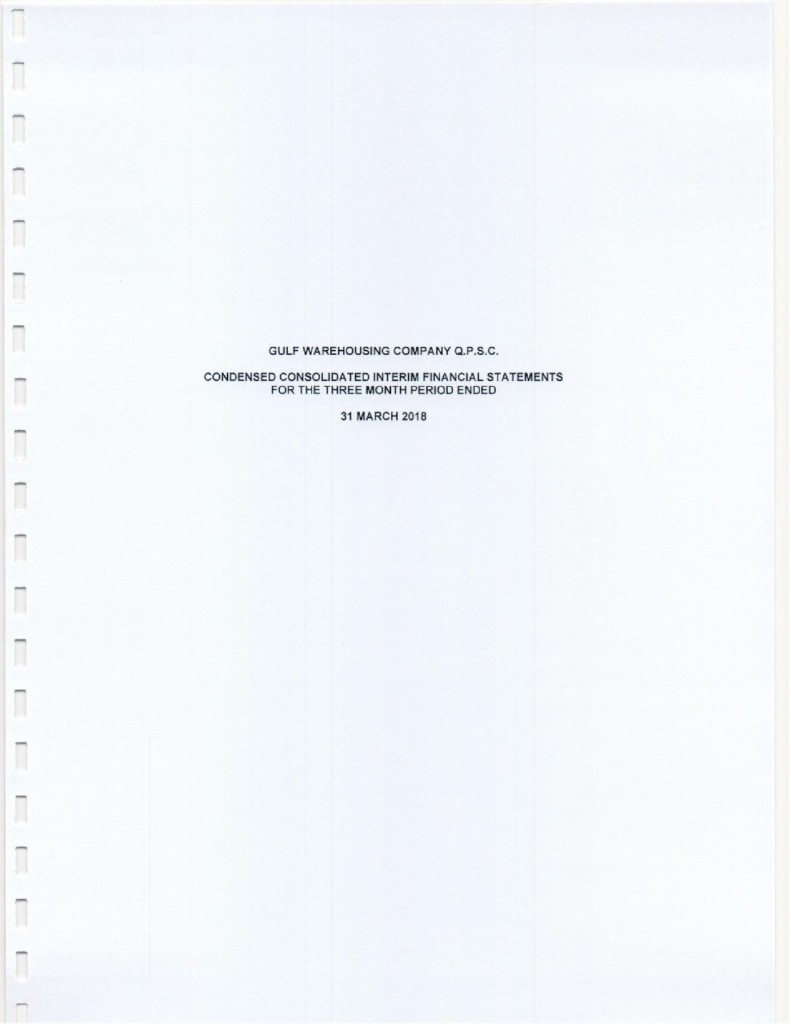 GULF WAREHOUSING COMPANY Q.P.S.C.
CONDENSED CONSOLIDATED INTERIM FINANCIAL STATEMENTS
FOR THE THREE MONTH PERIOD ENDED
31 MARCH 2018